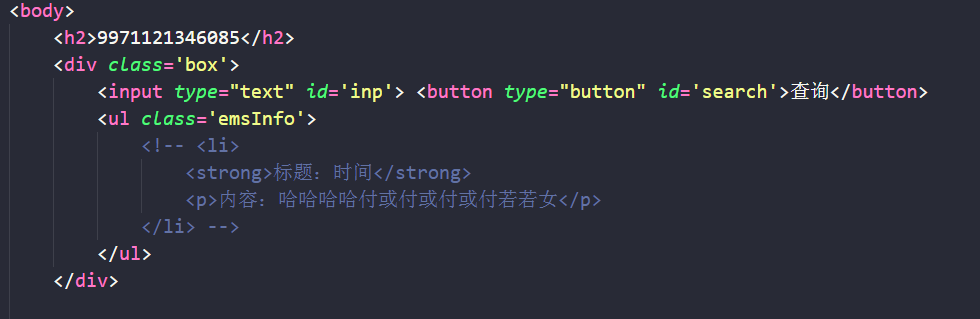 <body>
<h2>9971121346085</h2>
<div class='box'>
<input type="text" id='inp'> <button type="button" id='search'>查询</button>
<ul class='emsInfo'>
<!-- <li>
<strong>标题：时间</strong>
<p>内容：哈哈哈哈付或付或付或付若若女</p>
</li> -->
</ul>
</div>